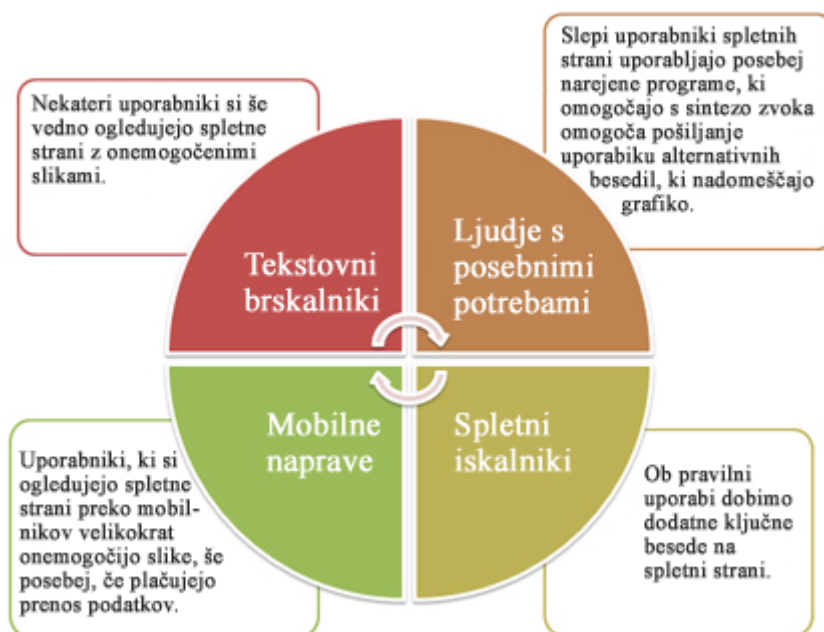 Nekateri uporabniki si še
vedno ogledujejo spletne
strani z onemogočenimi
slikami.
Slepi uporabniki spletnih
strani uporabljajo posebej
narejene programe, ki
omogočajo s sintezo zvoka
omogoča pošiljanje
uporabiku alternativnih
besedil, ki nadomeščajo
grafiko.
Tekstovni
brskalniki
Ljudje s
posebnimi
potrebami
Mobilne
naprave
Spletni
iskalniki
Uporabniki, ki si
ogledujejo spletne
strani preko mobil-
nikov velikokrat
onemogočijo slike, še
posebej, če plačujejo
prenos podatkov.
Ob pravilni
uporabi dobimo
dodatne ključne
besede na
spletni strani.